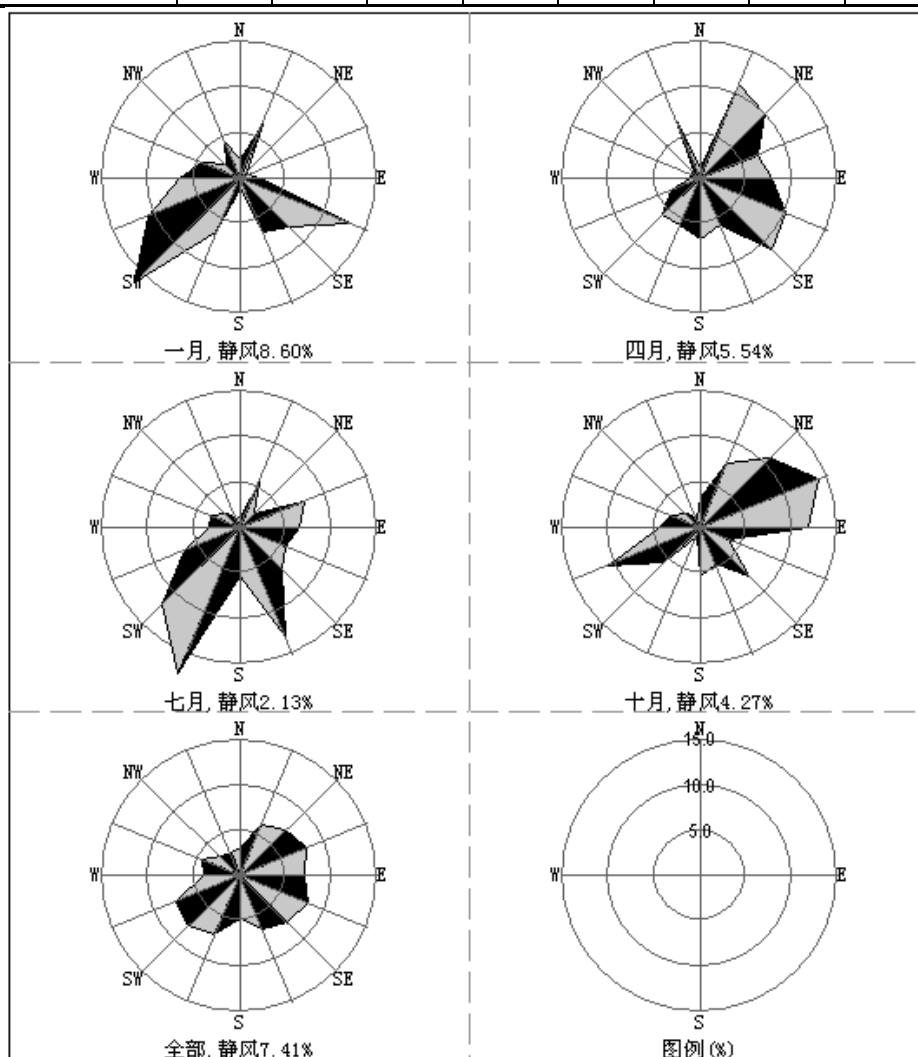 N
NW NE
W E
SW SE
S
一月,静风8.60%
N
NW NE
W E
SW SE
S
四月,静风5.54%
N
NW NE
W E
SW SE
S
七月,静风2.13%
N
NW NE
W E
SW SE
S
十月,静风4.27%
N
NW NE
W E
SW SE
S
全部,静风7.41%
N
15.0
10.0
5.0
W E
S
图例(%)